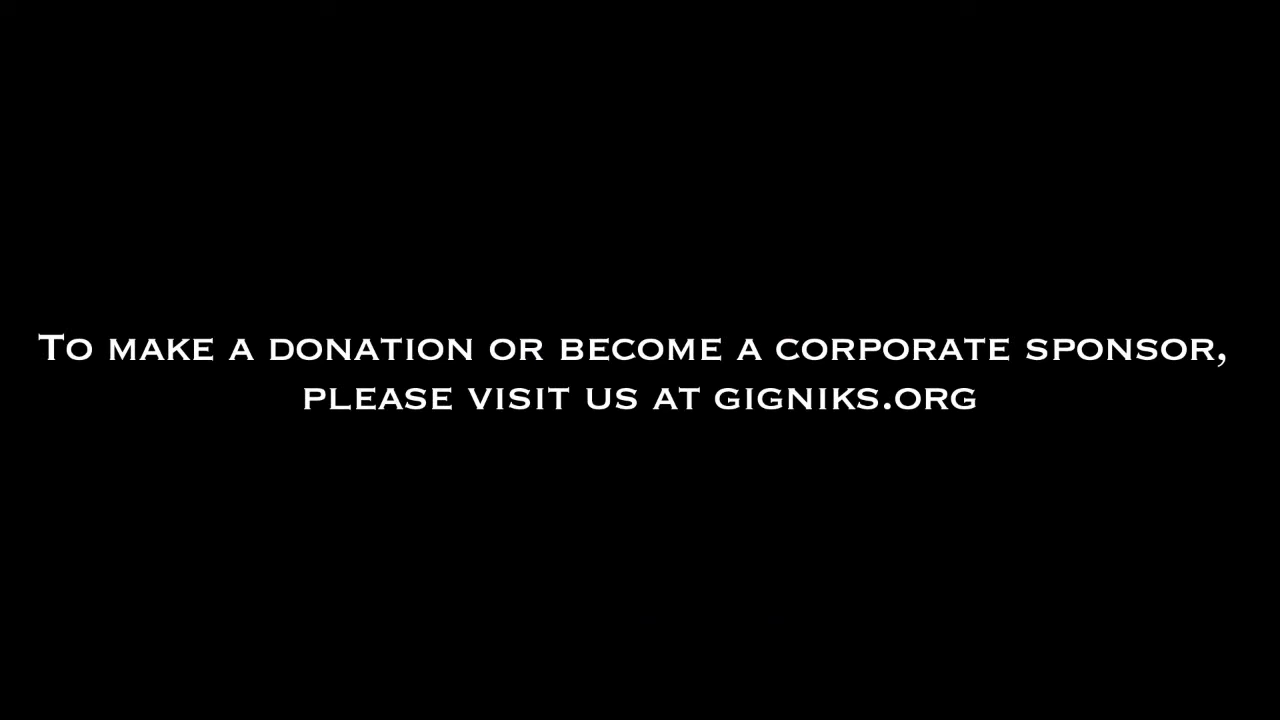 To make a donation or become a corporate sponsor,
please visit us at gigniks.org